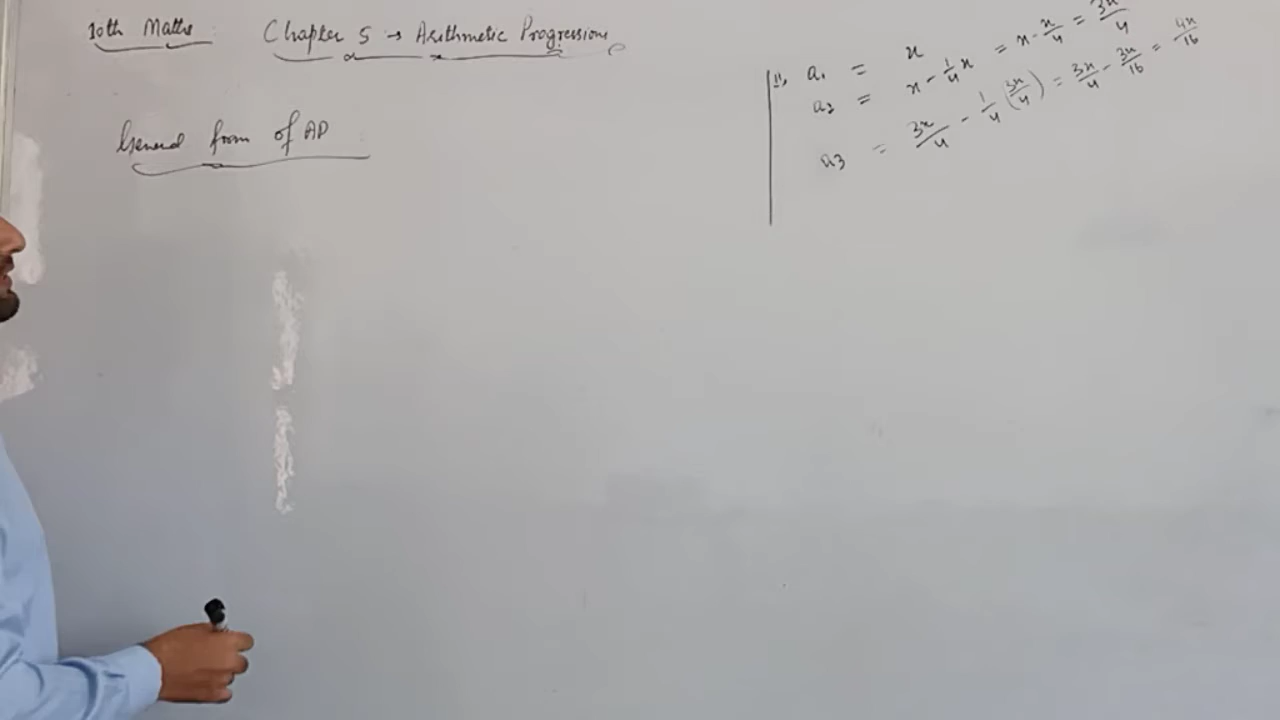 10th Maths Chapter 5 → Arithmetic Progressions
General form of AP
ii, a₁ = x
a₂ = x - 1/4 x = x - x/4 = 3x/4
a₃ = 3x/4 - 1/4 (3x/4) = 3x/4 - 3x/16 = 4x/16